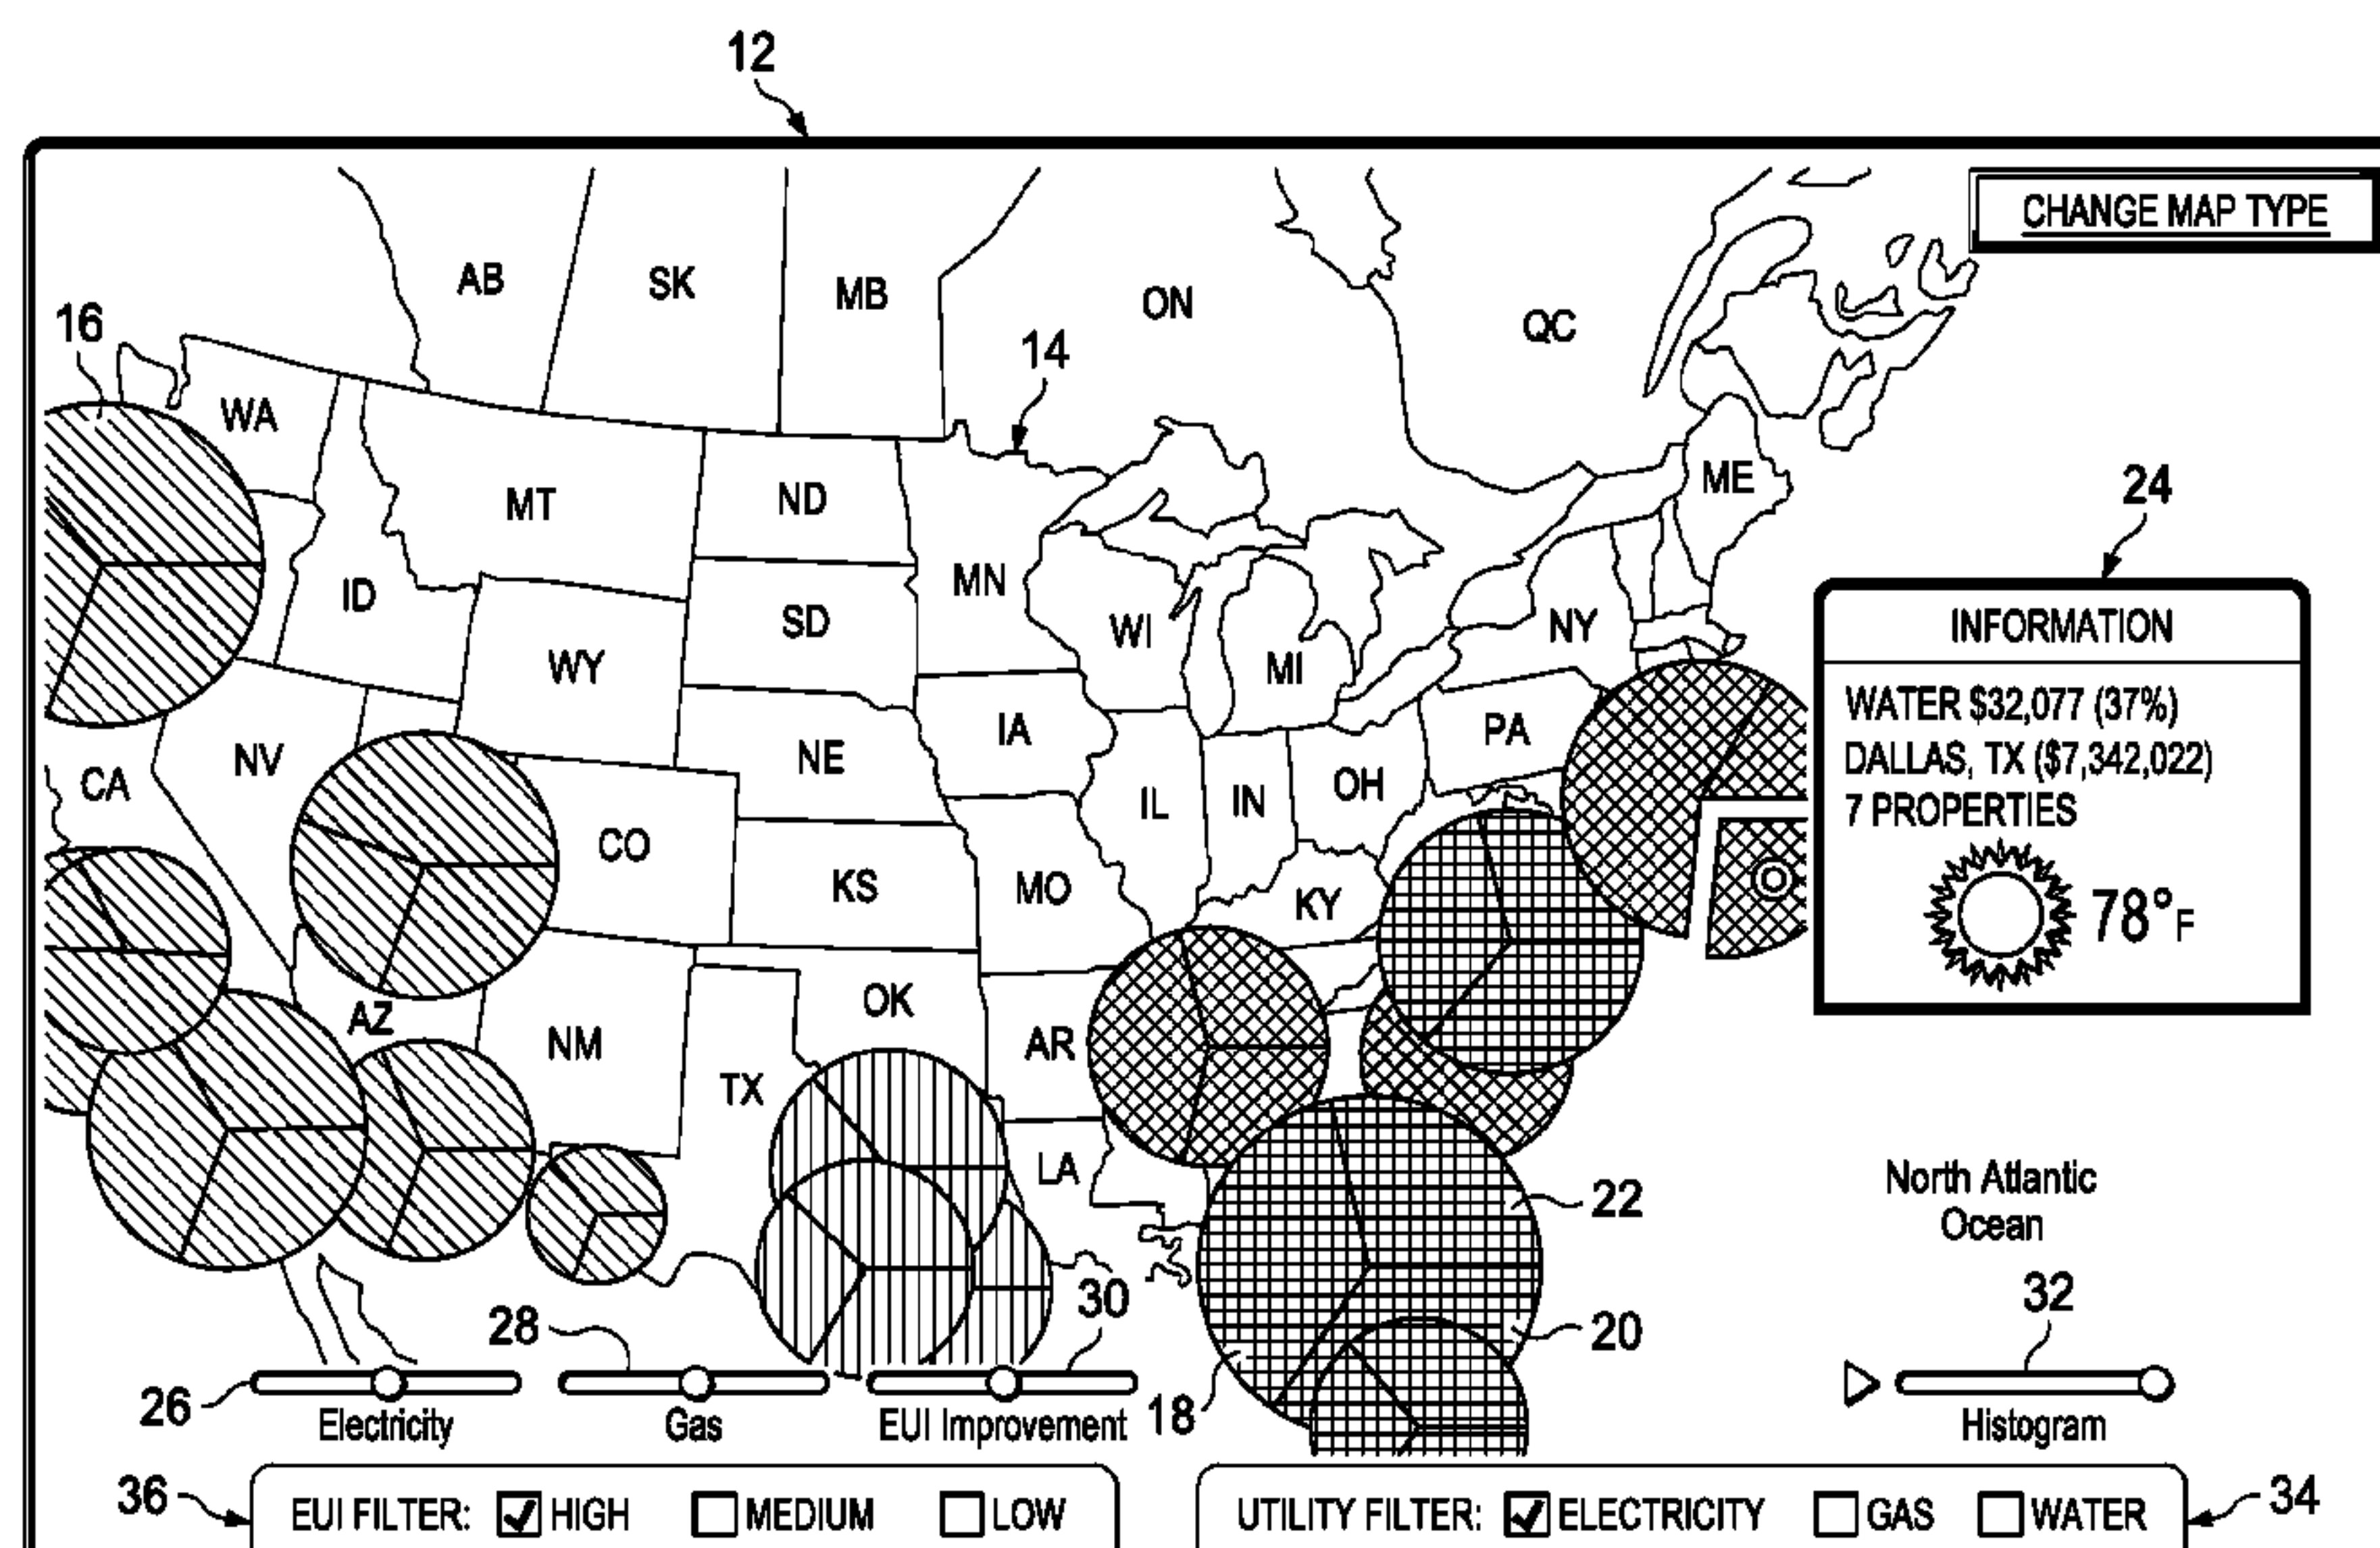 12
CHANGE MAP TYPE
AB
SK
MB
ON
QC
16
14
WA
MT
ND
ME
24
ID
MN
SD
WI
NY
INFORMATION
WY
MI
WATER $32,077 (37%)
CA
NV
NE
IA
PA
DALLAS, TX ($7,342,022)
IL
IN
OH
7 PROPERTIES
CO
KS
MO
KY
78°F
AZ
NM
OK
AR
TX
LA
North Atlantic
Ocean
22
28
30
32
20
26
Electricity
Gas
EUI Improvement
18
Histogram
36
EUI FILTER: HIGH MEDIUM LOW
UTILITY FILTER: ELECTRICITY GAS WATER
34